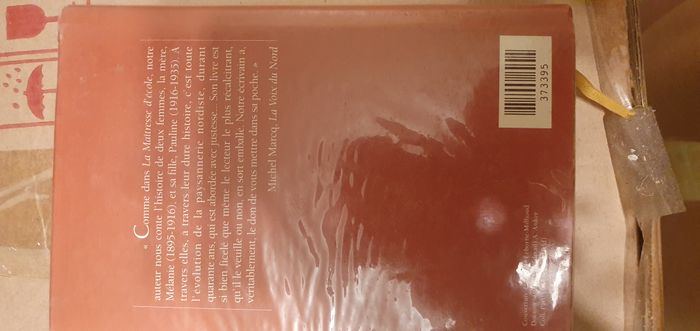 « Comme dans La Maîtresse d'école, notre
auteur nous conte l'histoire de deux femmes, la mère,
Mélanie (1895-1916), et sa fille, Pauline (1916-1935). A
travers elles, à travers leur dure histoire, c'est toute
l'évolution de la paysannerie nordiste, durant
quarante ans, qui est abordée avec justesse... Son livre est
si bien ficelé que même le lecteur le plus récalcitrant,
qu'il le veuille ou non, en sort emballé. Notre écrivain a,
véritablement, le don de vous mettre dans sa poche. »
Michel Marcq, La Voix du Nord
373395
Couverture
A. Anker
Coll.